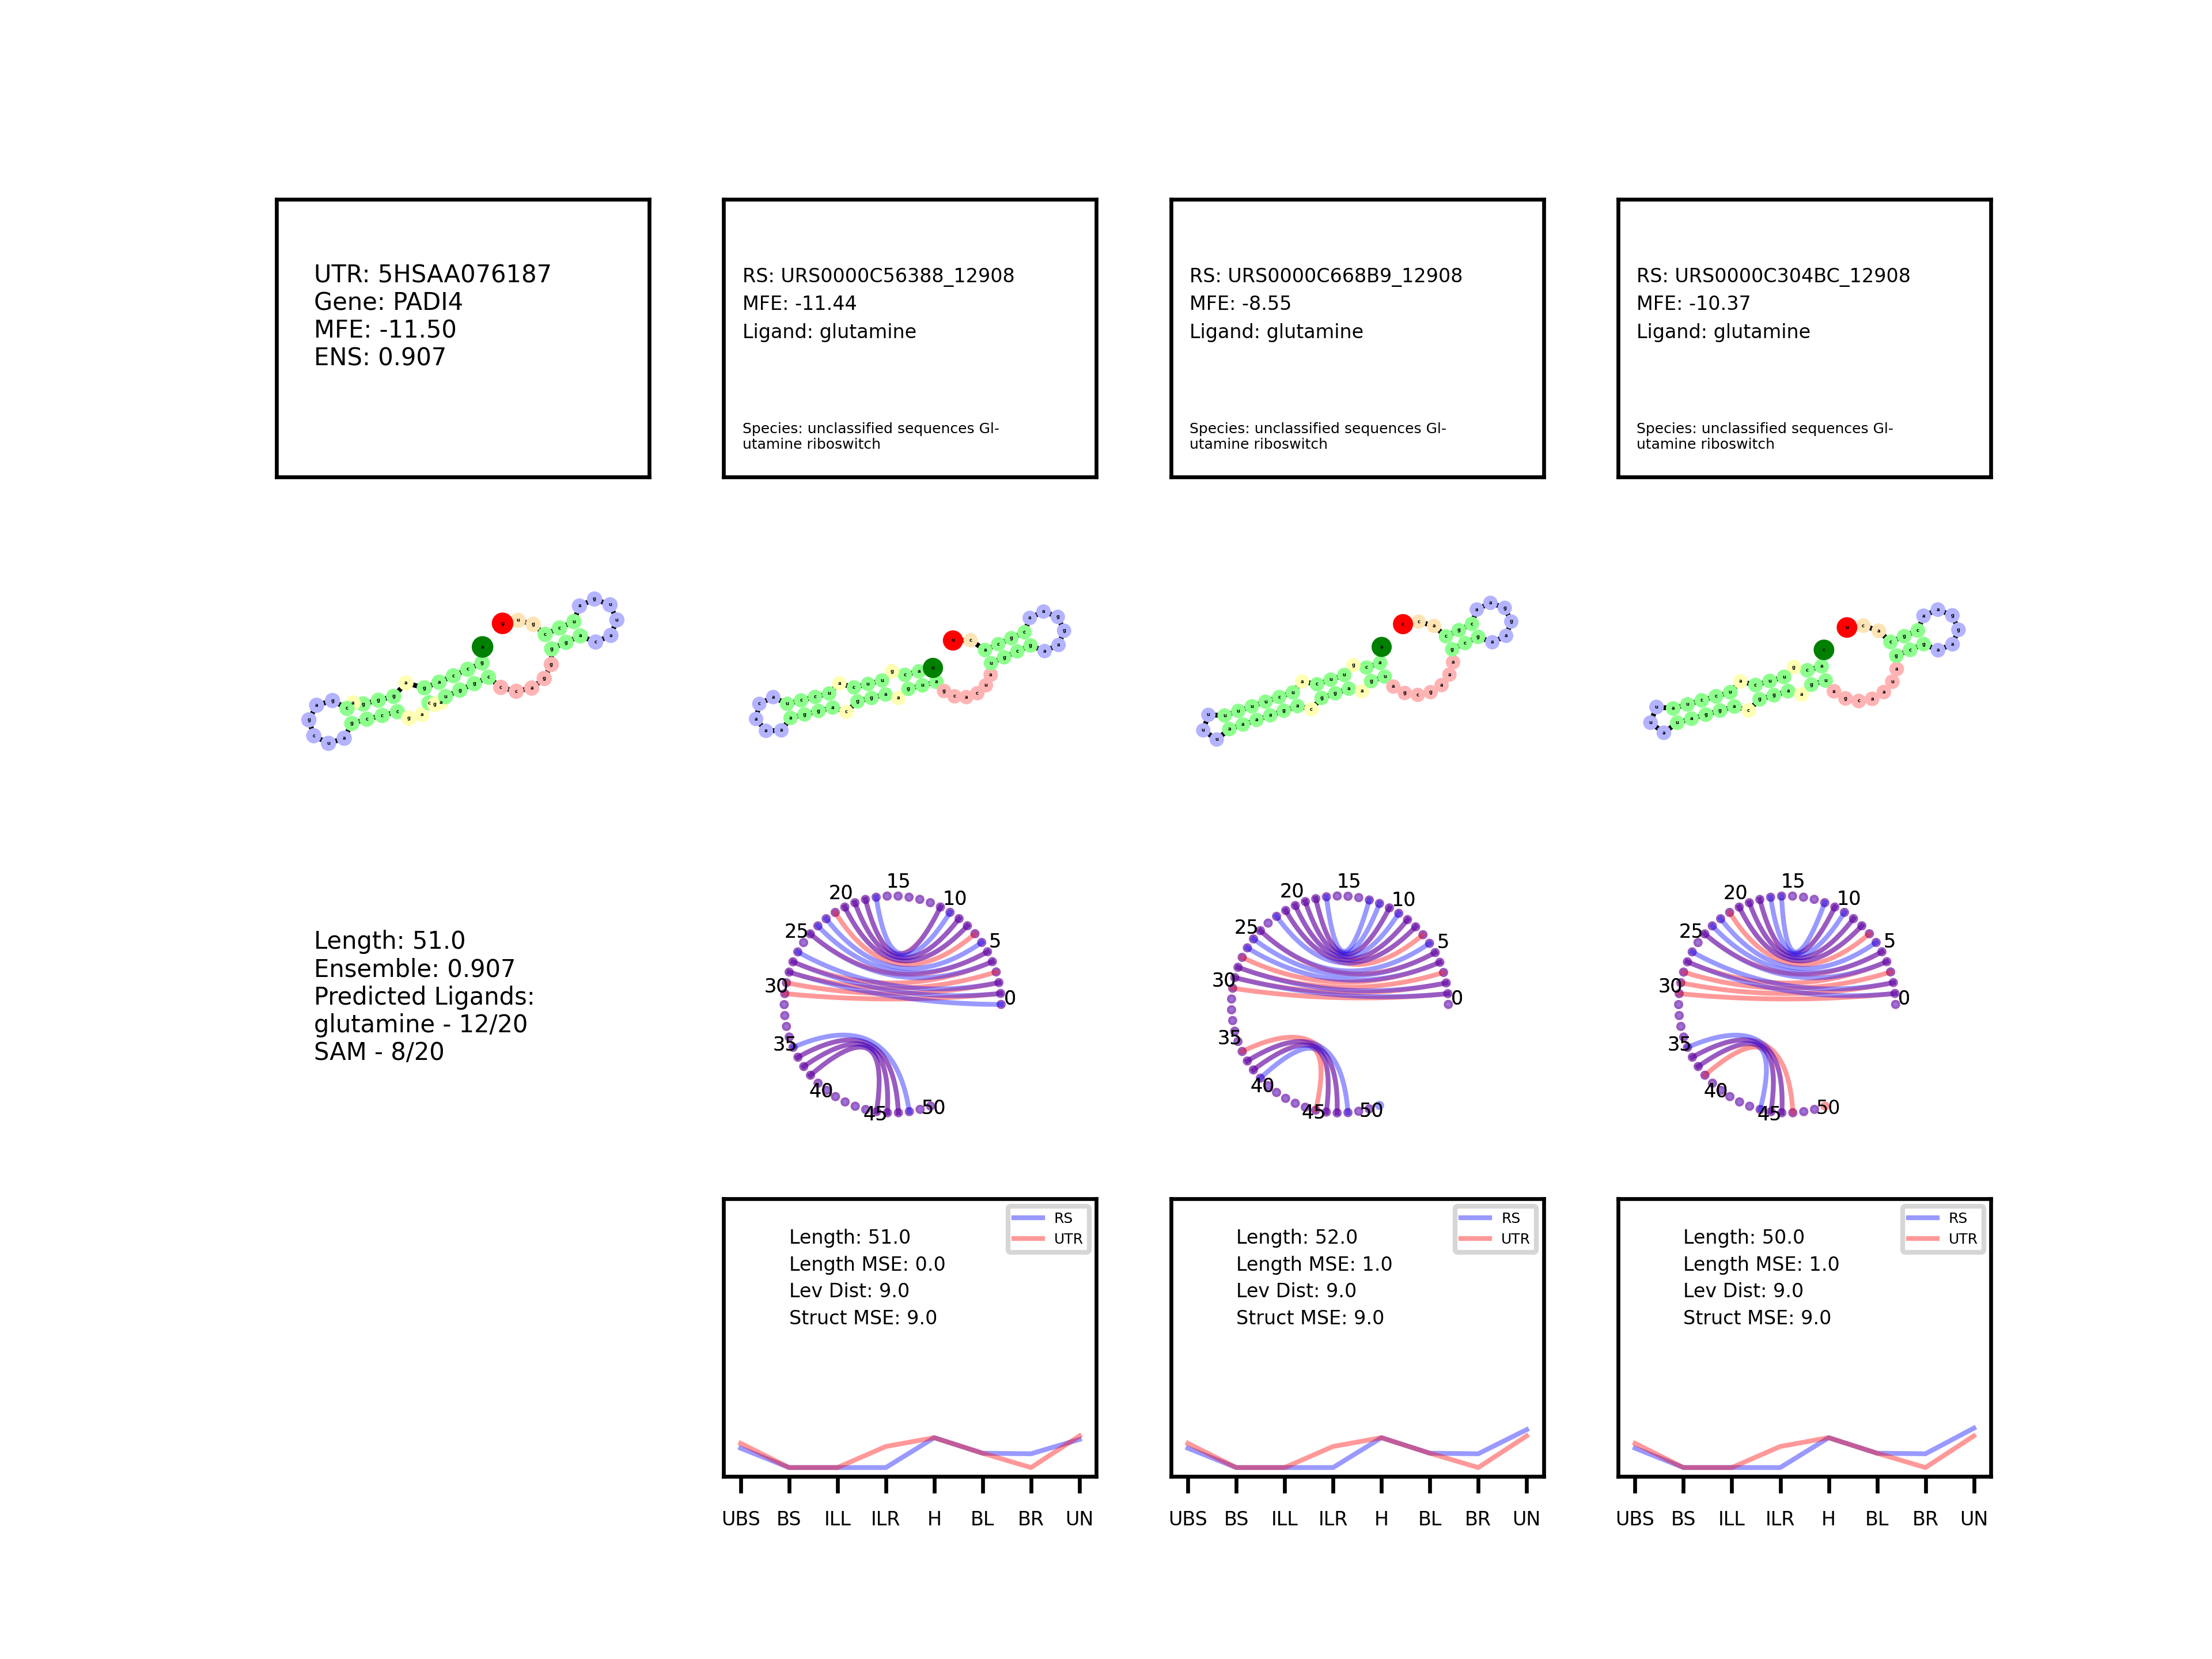 UTR: 5HSAA076187
Gene: PADI4
MFE: -11.50
ENS: 0.907
RS: URS0000C56388_12908
MFE: -11.44
Ligand: glutamine
Species: unclassified sequences Gl-
utamine riboswitch
RS: URS0000C668B9_12908
MFE: -8.55
Ligand: glutamine
Species: unclassified sequences Gl-
utamine riboswitch
RS: URS0000C304BC_12908
MFE: -10.37
Ligand: glutamine
Species: unclassified sequences Gl-
utamine riboswitch
Length: 51.0
Ensemble: 0.907
Predicted Ligands:
glutamine - 12/20
SAM - 8/20
0
5
10
15
20
25
30
35
40
45
50
0
5
10
15
20
25
30
35
40
45
50
0
5
10
15
20
25
30
35
40
45
50
RS
UTR
Length: 51.0
Length MSE: 0.0
Lev Dist: 9.0
Struct MSE: 9.0
UBS BS ILL ILR H BL BR UN
RS
UTR
Length: 52.0
Length MSE: 1.0
Lev Dist: 9.0
Struct MSE: 9.0
UBS BS ILL ILR H BL BR UN
RS
UTR
Length: 50.0
Length MSE: 1.0
Lev Dist: 9.0
Struct MSE: 9.0
UBS BS ILL ILR H BL BR UN